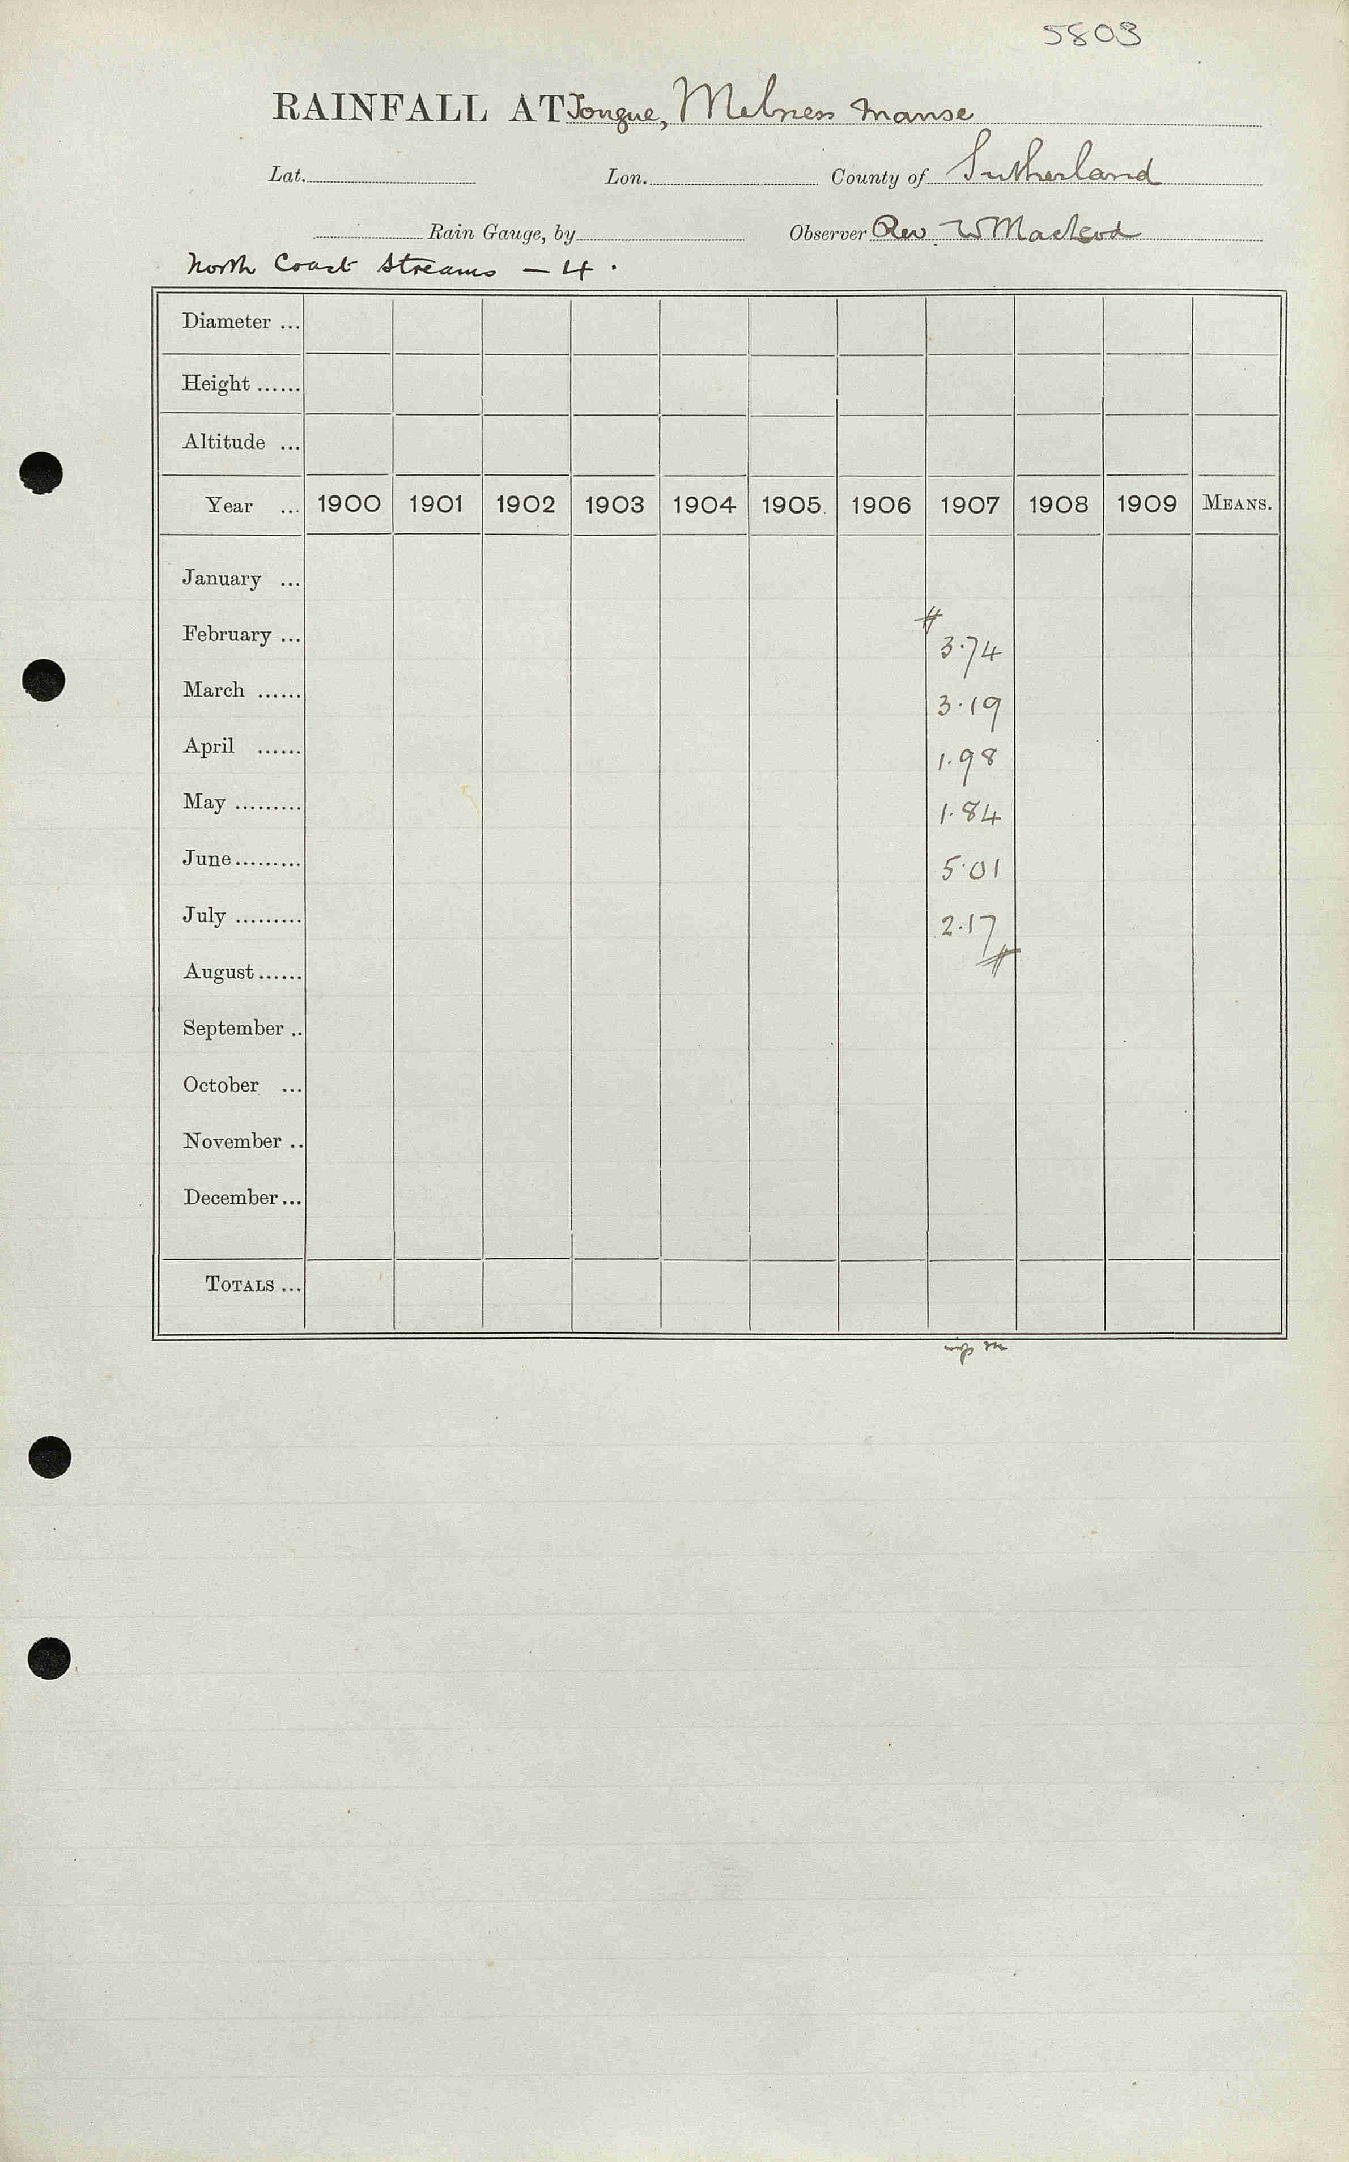 5803
RAINFALL AT Tongue, Melness Manse
Lat. Lon. County of Sutherland
Rain Gauge, by Observer Rev. W Macleod
North Coast Streams – 4.
Diameter ...
Height ......
Altitude ...
Year ... 1900 1901 1902 1903 1904 1905. 1906 1907 1908 1909 MEANS.
January ...
February ... 3.74
March ...... 3.19
April ...... 1.98
May ......... 1.84
June ......... 5.01
July ......... 2.17
August ......
September ..
October ...
November ..
December ...
TOTALS ...